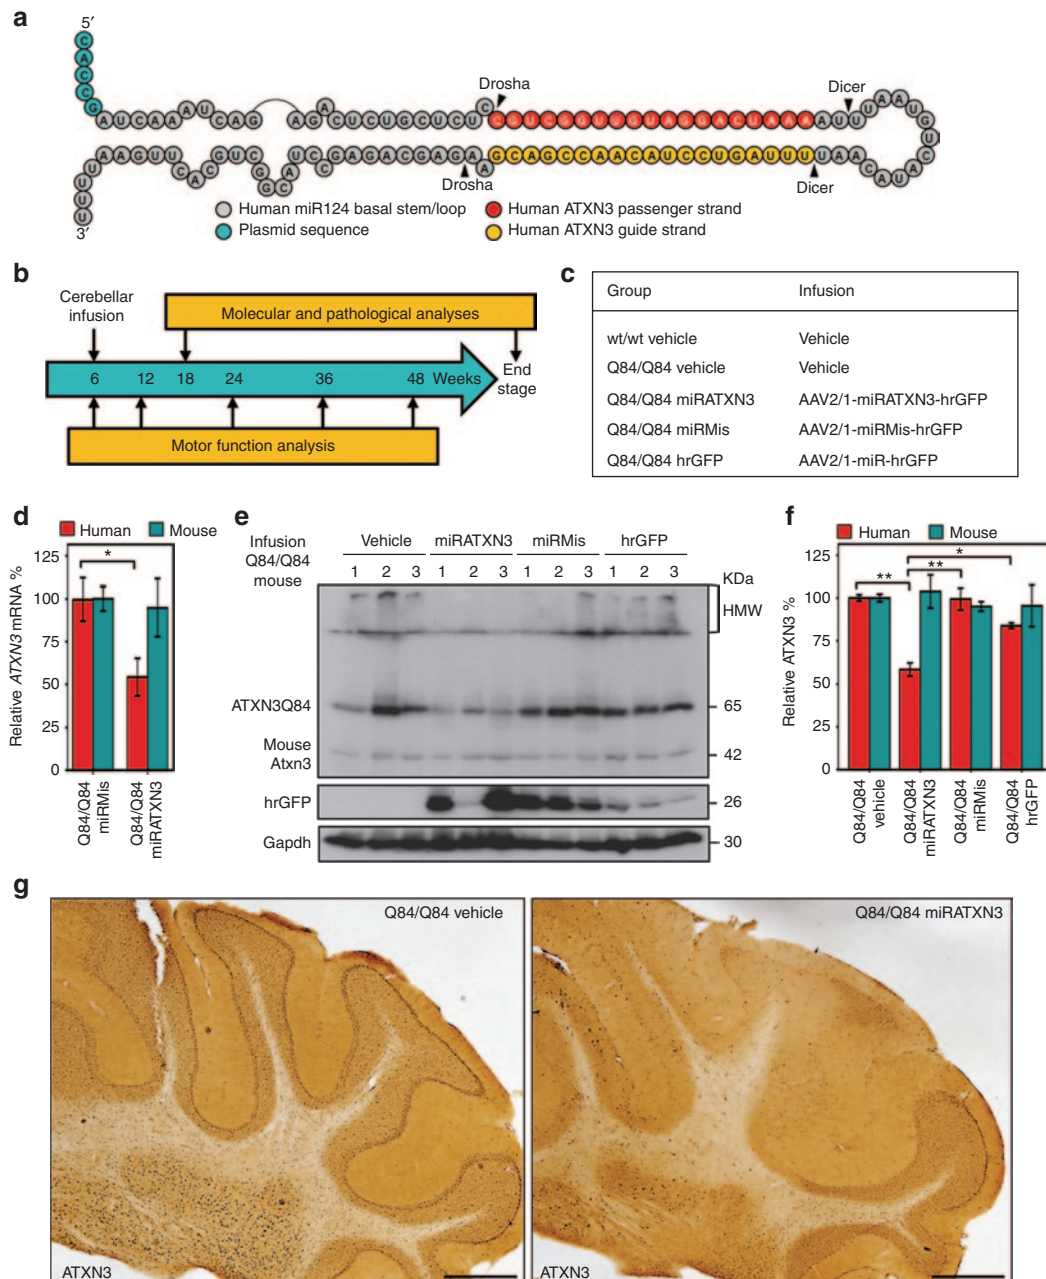 a
5′
CACCG
AUCAAAUCAG AGACUCUGCUCUC
AUU
UAAUGUCAUA
CAAU
GCAGCCAACAUCCUGAUUU
Drosha
Dicer
Drosha
Dicer
3′
Human miR124 basal stem/loop
Human ATXN3 passenger strand
Plasmid sequence
Human ATXN3 guide strand
b
Cerebellar
infusion
Molecular and pathological analyses
6 12 18 24 36 48 Weeks
End
stage
Motor function analysis
c
Group Infusion
wt/wt vehicle Vehicle
Q84/Q84 vehicle Vehicle
Q84/Q84 miRATXN3 AAV2/1-miRATXN3-hrGFP
Q84/Q84 miRMis AAV2/1-miRMis-hrGFP
Q84/Q84 hrGFP AAV2/1-miR-hrGFP
d
Human Mouse
*
Relative ATXN3 mRNA %
125
100
75
50
25
0
Q84/Q84
miRMis
Q84/Q84
miRATXN3
e
Infusion
Q84/Q84
mouse
Vehicle miRATXN3 miRMis hrGFP
1 2 3 1 2 3 1 2 3 1 2 3
KDa
HMW
ATXN3Q84
65
Mouse
Atxn3
42
hrGFP
26
Gapdh
30
f
Human Mouse
** ** *
Relative ATXN3 %
125
100
75
50
25
0
Q84/Q84
vehicle
Q84/Q84
miRATXN3
Q84/Q84
miRMis
Q84/Q84
hrGFP
g
Q84/Q84 vehicle
ATXN3
Q84/Q84 miRATXN3
ATXN3